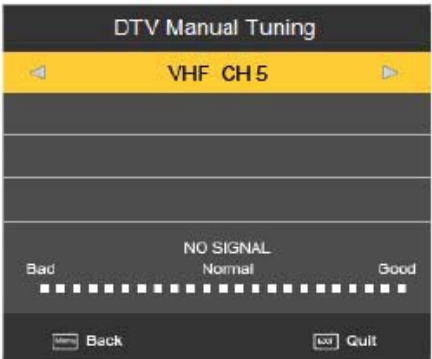 DTV Manual Tuning
VHF CH 5
NO SIGNAL
Bad Normal Good
Menu Back EXIT Quit